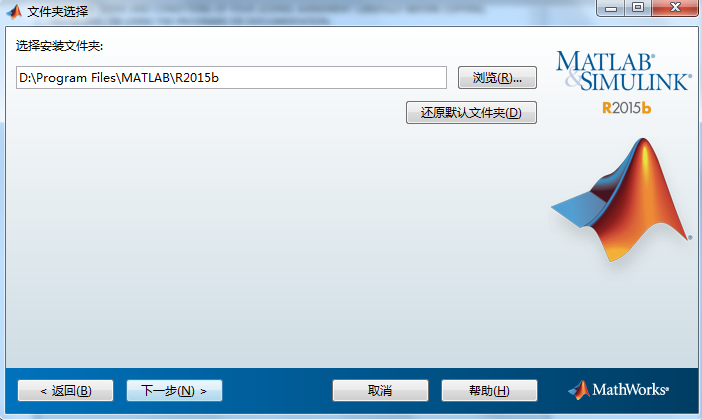 文件夹选择
选择安装文件夹:
D:\Program Files\MATLAB\R2015b
浏览(R)...
还原默认文件夹(D)
MATLAB®
&SIMULINK®
R2015b
< 返回(B)
下一步(N) >
取消
帮助(H)
MathWorks®